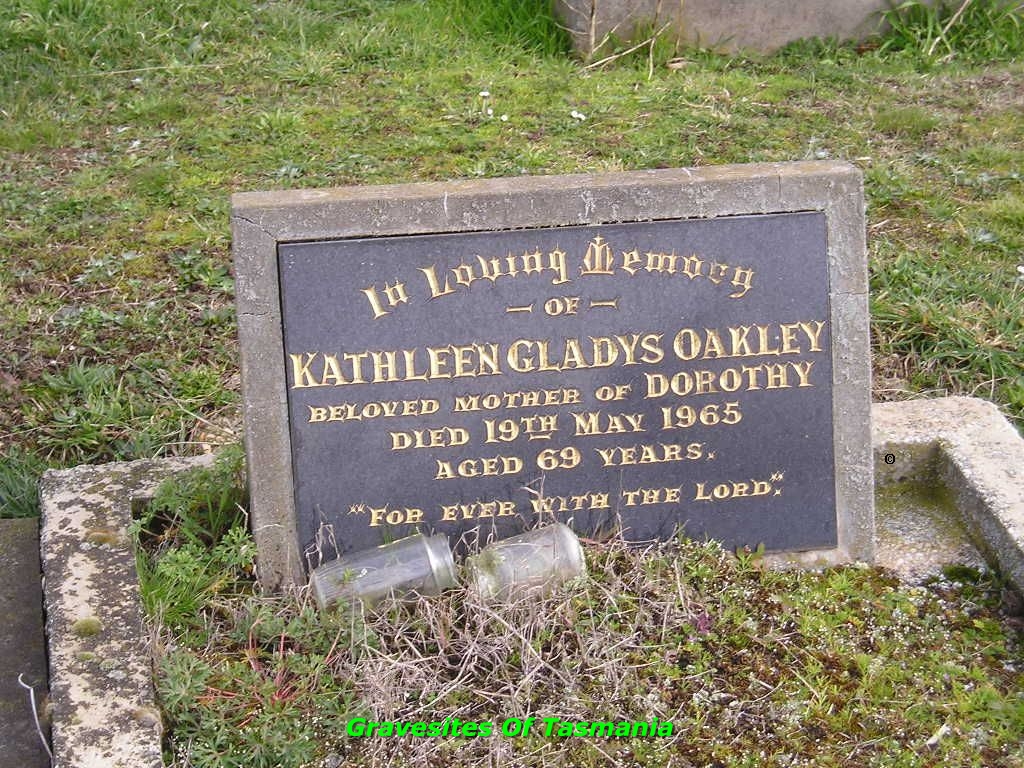 In Loving Memory
— OF —
KATHLEEN GLADYS OAKLEY
BELOVED MOTHER OF DOROTHY
DIED 19TH MAY 1965
AGED 69 YEARS.
"FOR EVER WITH THE LORD."
©
Gravesites Of Tasmania